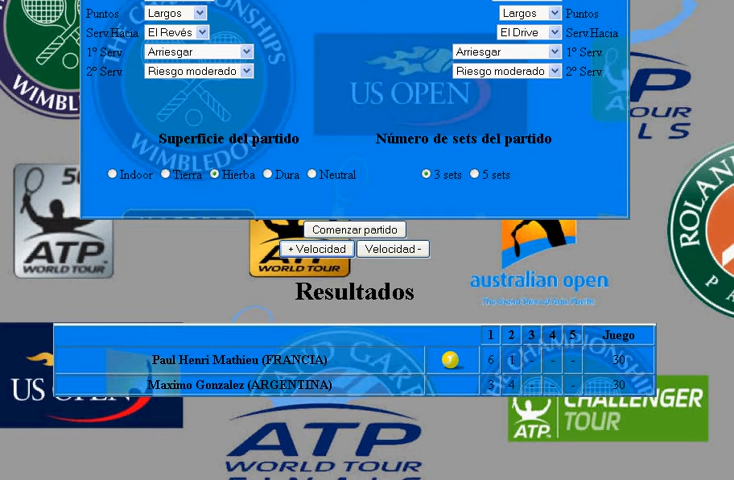 Puntos Largos Largos Puntos
Serv.Hacia El Revés El Drive Serv.Hacia
1º Serv. Arriesgar Arriesgar 1º Serv.
2º Serv. Riesgo moderado Riesgo moderado 2º Serv.
WIMBLEDON
US OPEN
CHAMPIONSHIPS
Superficie del partido Número de sets del partido
Indoor Tierra Hierba Dura Neutral 3 sets 5 sets
Comenzar partido
+ Velocidad Velocidad -
ATP
WORLD TOUR
WORLD TOUR
australian open
ROLAND
Resultados
1 2 3 4 5 Juego
Paul Henri Mathieu (FRANCIA) 6 1 - - - 30
Maximo Gonzalez (ARGENTINA) 3 4 - - - 30
US OPEN
CHALLENGER
ATP TOUR
ATP
WORLD TOUR